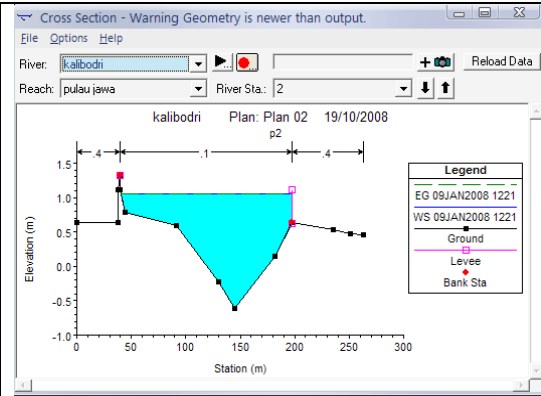 Cross Section - Warning Geometry is newer than output.
File Options Help
River: kalibodri Reload Data
Reach: pulau jawa River Sta.: 2
kalibodri Plan: Plan 02 19/10/2008
p2
.4 .1 .4
Legend
EG 09JAN2008 1221
WS 09JAN2008 1221
Ground
Levee
Bank Sta
Elevation (m)
1.5
1.0
0.5
0.0
-0.5
-1.0
0 50 100 150 200 250 300
Station (m)